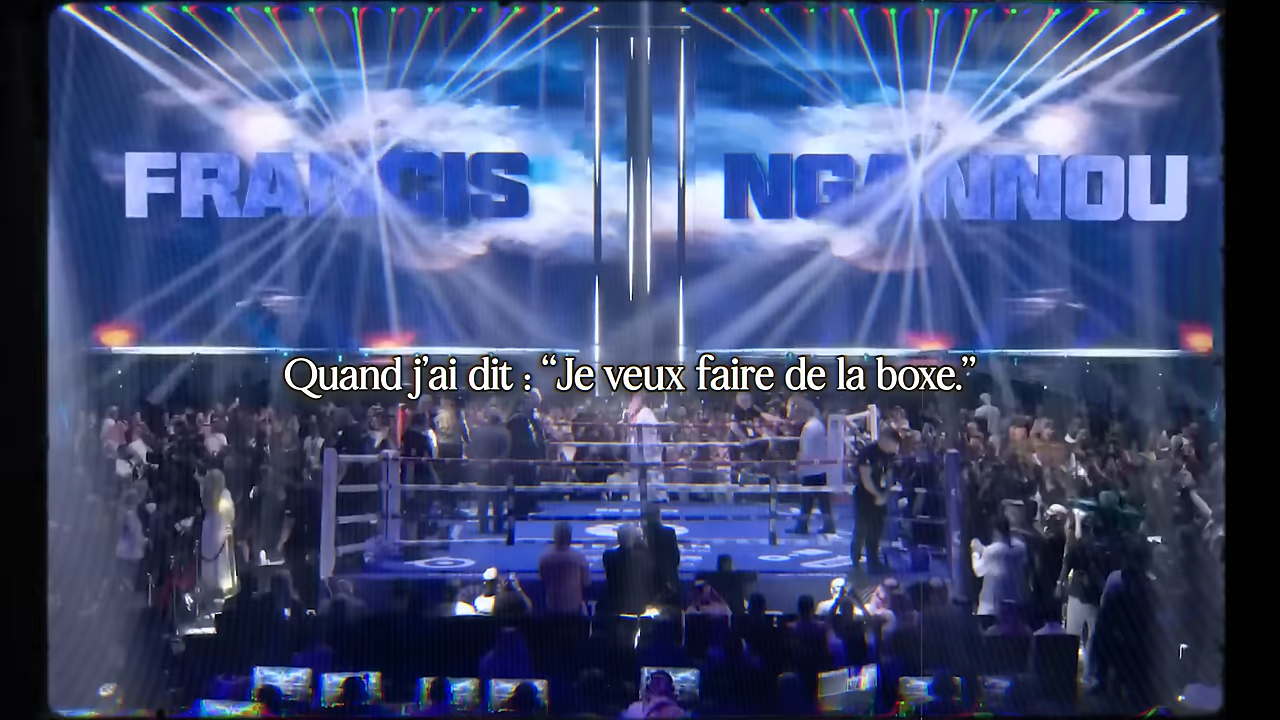 FRANCIS NGANNOU
Quand j'ai dit : “Je veux faire de la boxe.”